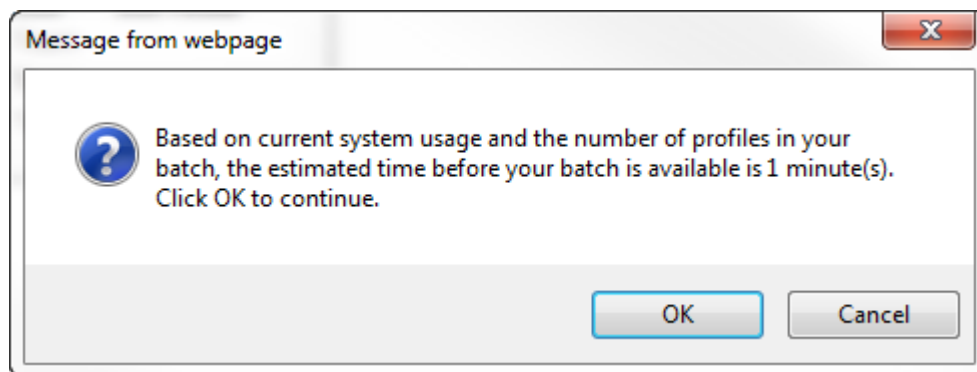 Message from webpage
Based on current system usage and the number of profiles in your
batch, the estimated time before your batch is available is 1 minute(s).
Click OK to continue.
OK
Cancel